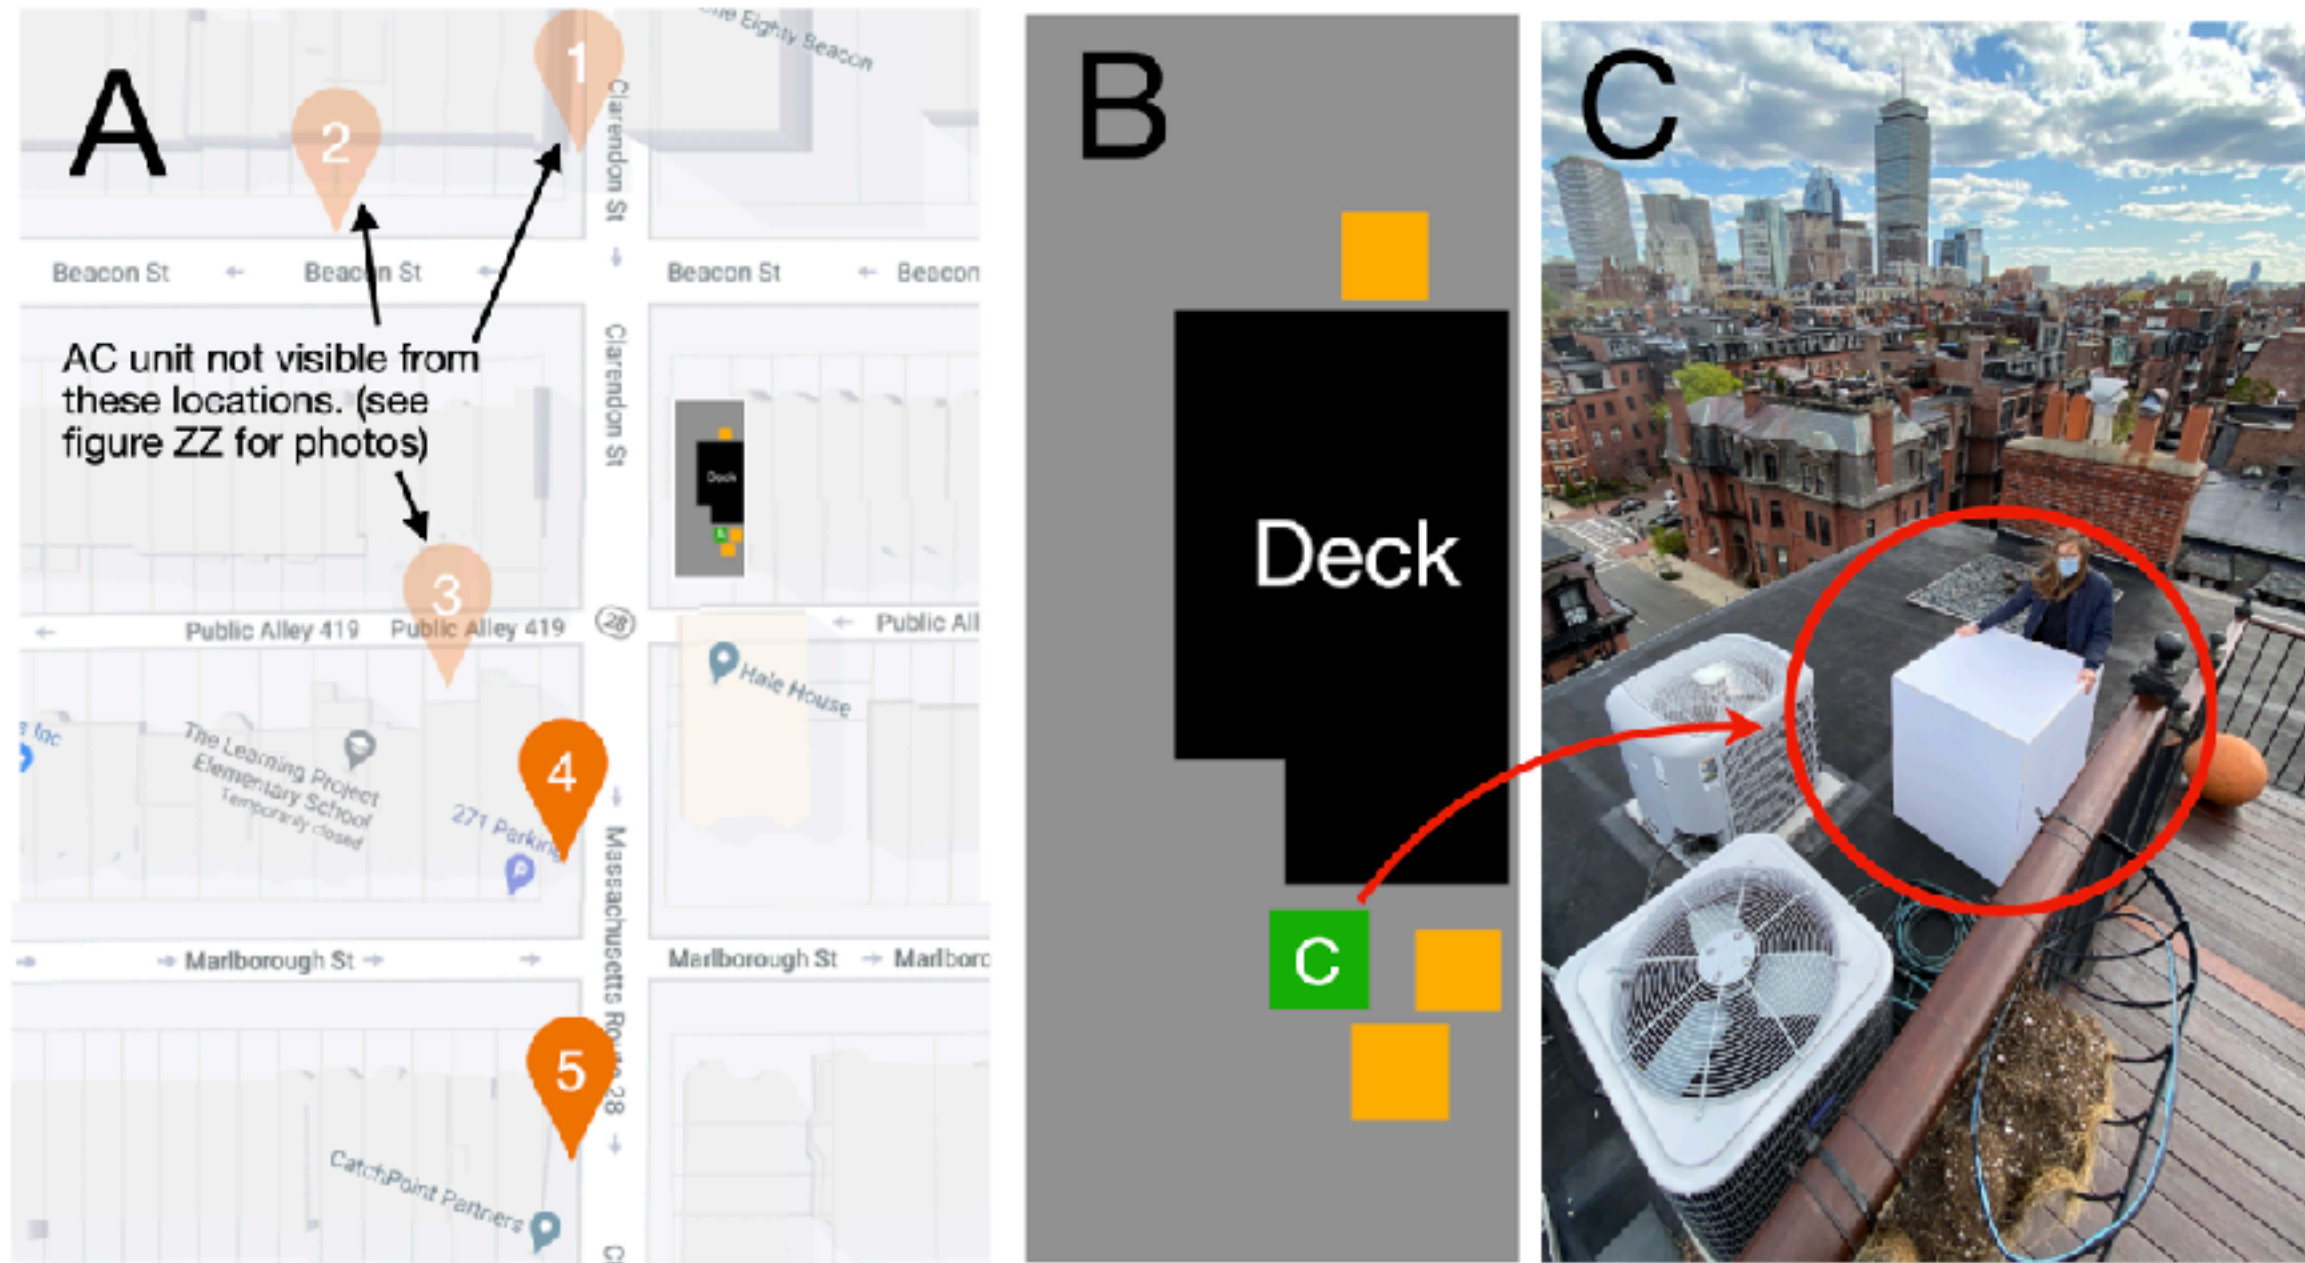 A
1
2
One Eighty Beacon
Clarendon St
Beacon St
Beacon St
Beacon St
Beacon
AC unit not visible from
these locations. (see
figure ZZ for photos)
Clarendon St
Deck
3
Public Alley 419
Public Alley 419
28
Public All
s Inc
Hale House
The Learning Project
Elementary School
Temporarily closed
4
271 Parking
Massachusetts Route 28
Marlborough St
Marlborough St
Marlboro
5
CatchPoint Partners
C
B
Deck
C
C